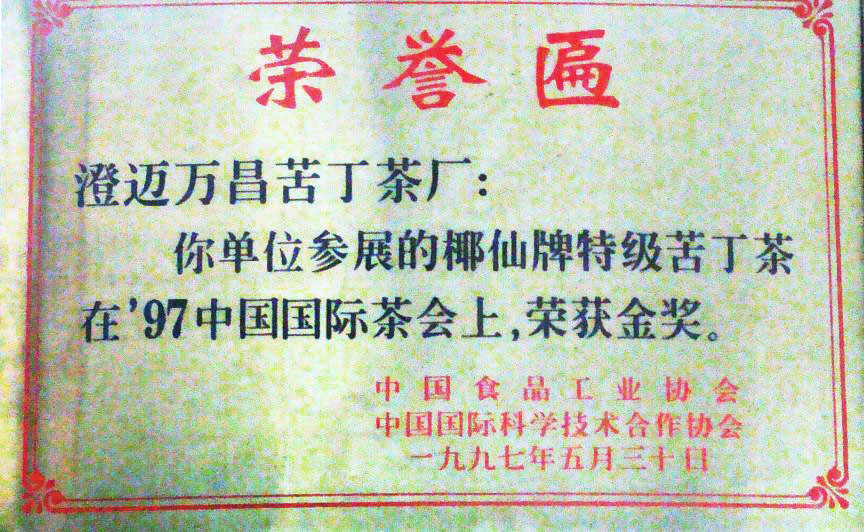 荣誉匾
澄迈万昌苦丁茶厂：
你单位参展的椰仙牌特级苦丁茶
在’97中国国际茶会上，荣获金奖。
中国食品工业协会
中国国际科学技术合作协会
一九九七年五月三十日